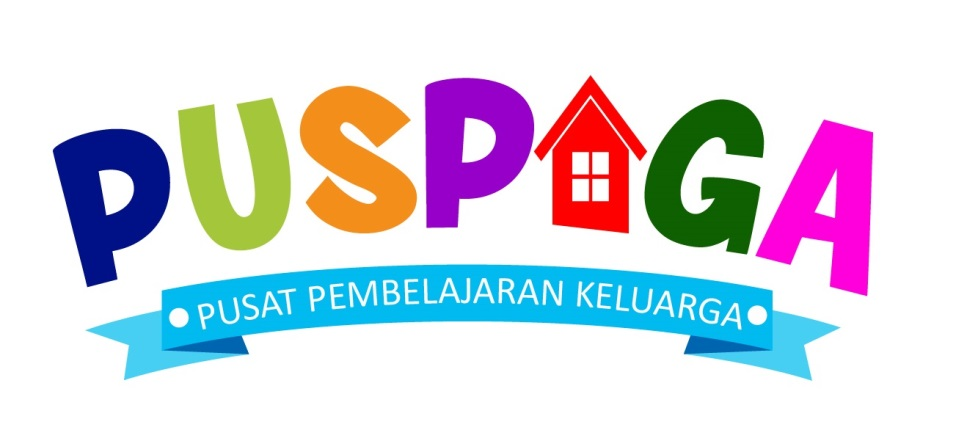 PUSPAGA
PUSAT PEMBELAJARAN KELUARGA